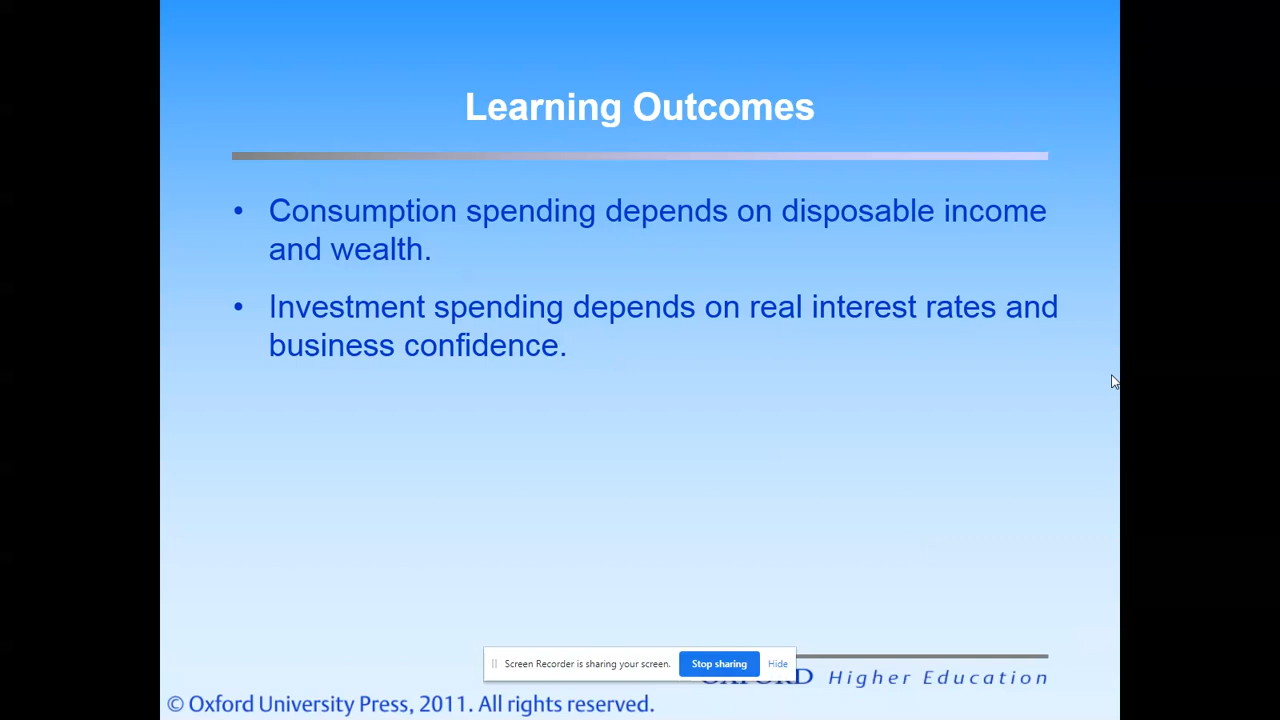 Learning Outcomes
• Consumption spending depends on disposable income
and wealth.
• Investment spending depends on real interest rates and
business confidence.
Screen Recorder is sharing your screen. Stop sharing Hide
Higher Education
© Oxford University Press, 2011. All rights reserved.